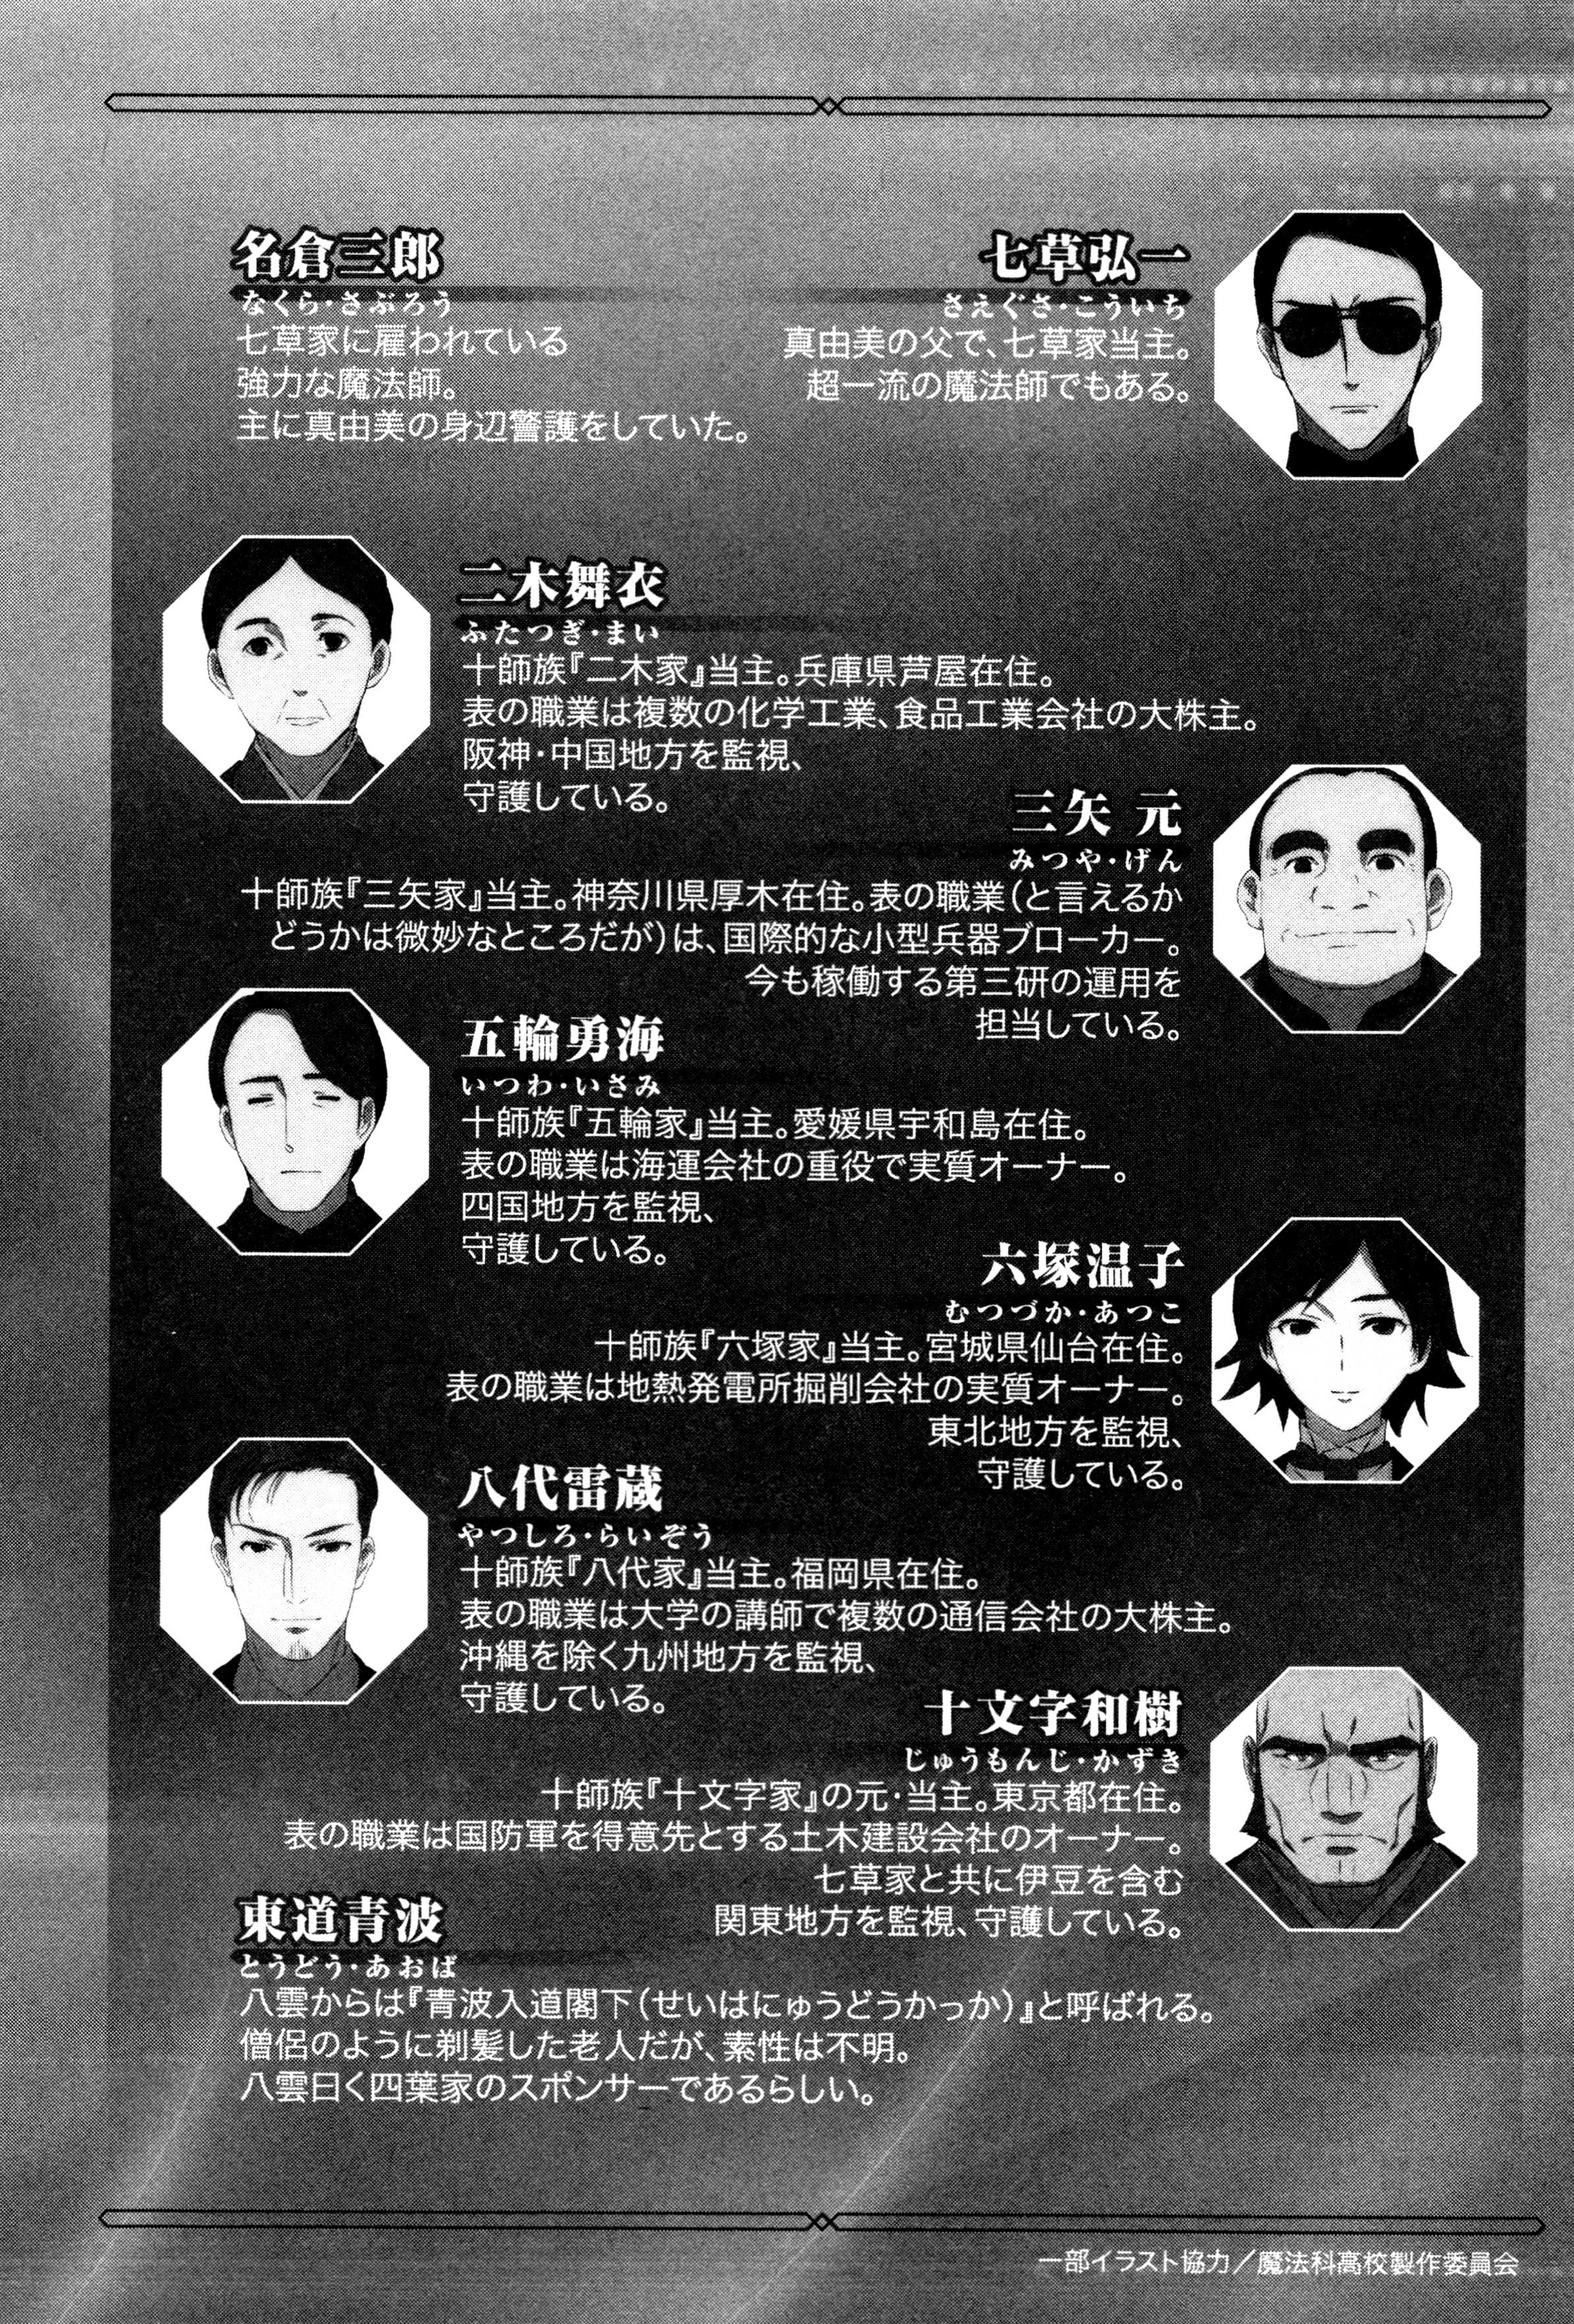 名倉三郎
なくら・さぶろう
七草家に雇われている
強力な魔法師。
主に真由美の身辺警護をしていた。
七草弘一
さえぐさ・こういち
真由美の父で、七草家当主。
超一流の魔法師でもある。
二木舞衣
ふたつぎ・まい
十師族『二木家』当主。兵庫県芦屋在住。
表の職業は複数の化学工業、食品工業会社の大株主。
阪神・中国地方を監視、
守護している。
三矢 元
みつや・げん
十師族『三矢家』当主。神奈川県厚木在住。表の職業（と言えるか
どうかは微妙なところだが）は、国際的な小型兵器ブローカー。
今も稼働する第三研の運用を
担当している。
五輪勇海
いつわ・いさみ
十師族『五輪家』当主。愛媛県宇和島在住。
表の職業は海運会社の重役で実質オーナー。
四国地方を監視、
守護している。
六塚温子
むつづか・あつこ
十師族『六塚家』当主。宮城県仙台在住。
表の職業は地熱発電所掘削会社の実質オーナー。
東北地方を監視、
守護している。
八代雷蔵
やつしろ・らいぞう
十師族『八代家』当主。福岡県在住。
表の職業は大学の講師で複数の通信会社の大株主。
沖縄を除く九州地方を監視、
守護している。
十文字和樹
じゅうもんじ・かずき
十師族『十文字家』の元・当主。東京都在住。
表の職業は国防軍を得意先とする土木建設会社のオーナー。
七草家と共に伊豆を含む
関東地方を監視、守護している。
東道青波
とうどう・あおば
八雲からは『青波入道閣下（せいはにゅうどうかっか）』と呼ばれる。
僧侶のように剃髪した老人だが、素性は不明。
八雲曰く四葉家のスポンサーであるらしい。
一部イラスト協力／魔法科高校製作委員会